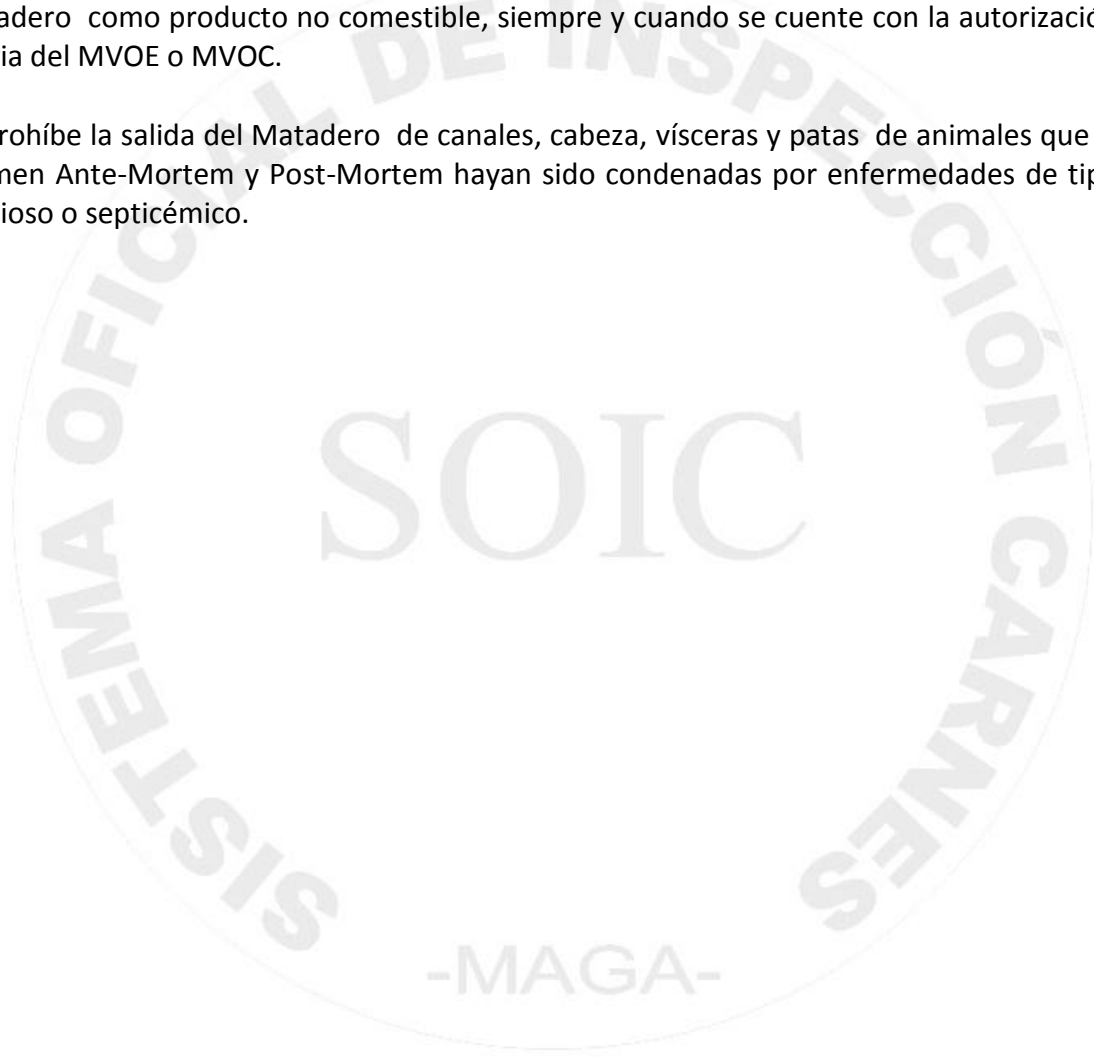 adero como producto no comestible, siempre y cuando se cuente con la autorizació
ia del MVOE o MVOC.
rohíbe la salida del Matadero de canales, cabeza, vísceras y patas de animales que
men Ante-Mortem y Post-Mortem hayan sido condenadas por enfermedades de tip
ioso o septicémico.
SISTEMA OFICIAL DE INSPECCIÓN CARNES
SOIC
-MAGA-